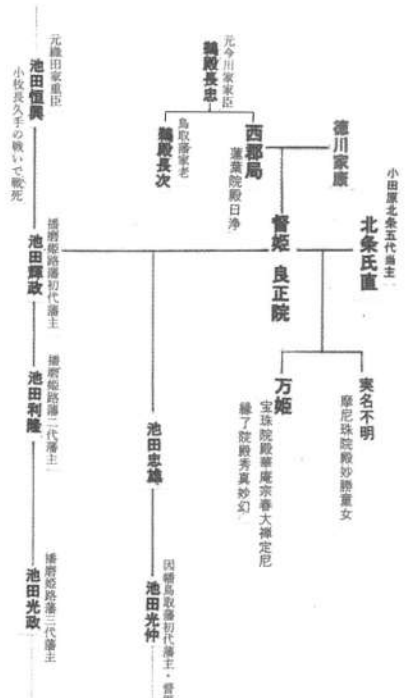 小田原北条五代当主
北条氏直
徳川家康
元今川家家臣
鵜殿長忠
西郡局
蓮葉院殿日浄
鳥取藩家老
鵜殿長次
元織田家重臣
池田恒興
小牧長久手の戦いで戦死
督姫 良正院
播磨姫路藩初代藩主
池田輝政
実名不明
摩尼珠院殿妙勝童女
万姫
宝珠院殿華庵宗春大禅定尼
縁了院殿秀真妙幻
池田忠雄
播磨姫路藩二代藩主
池田利隆
因幡鳥取藩初代藩主・督
池田光仲
播磨姫路藩三代藩主
池田光政